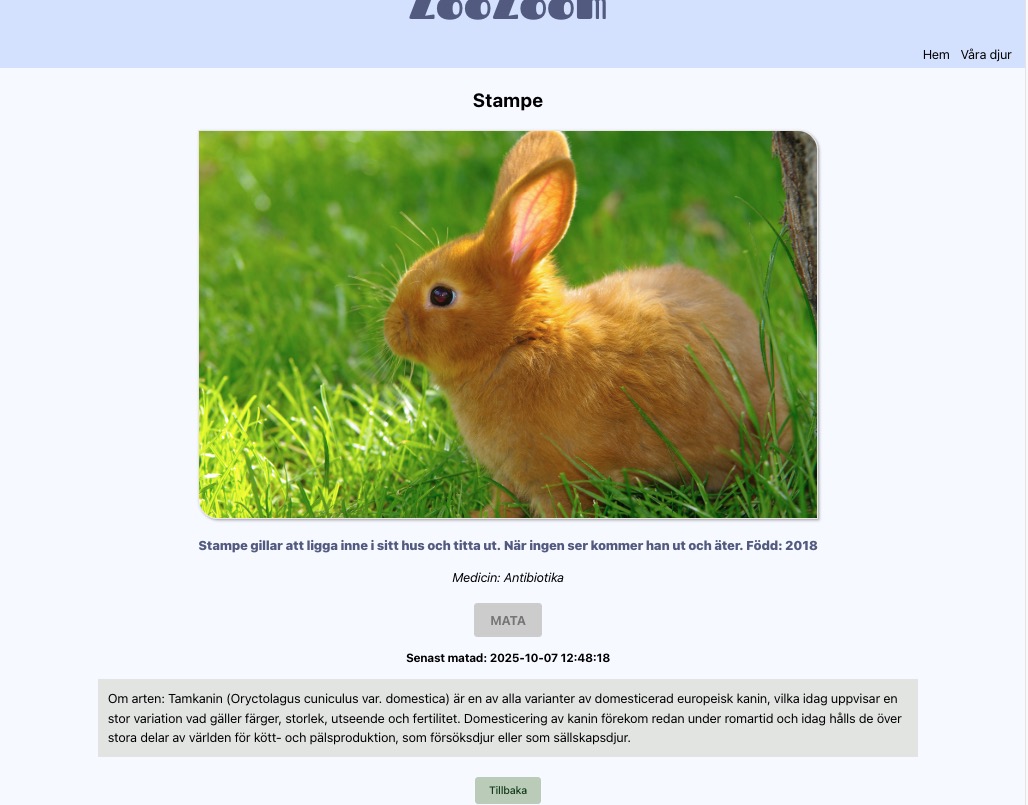 ZooZoom
Hem Våra djur
Stampe
Stampe gillar att ligga inne i sitt hus och titta ut. När ingen ser kommer han ut och äter. Född: 2018
Medicin: Antibiotika
MATA
Senast matad: 2025-10-07 12:48:18
Om arten: Tamkanin (Oryctolagus cuniculus var. domestica) är en av alla varianter av domesticerad europeisk kanin, vilka idag uppvisar en
stor variation vad gäller färger, storlek, utseende och fertilitet. Domesticering av kanin förekom redan under romartid och idag hålls de över
stora delar av världen för kött- och pälsproduktion, som försöksdjur eller som sällskapsdjur.
Tillbaka